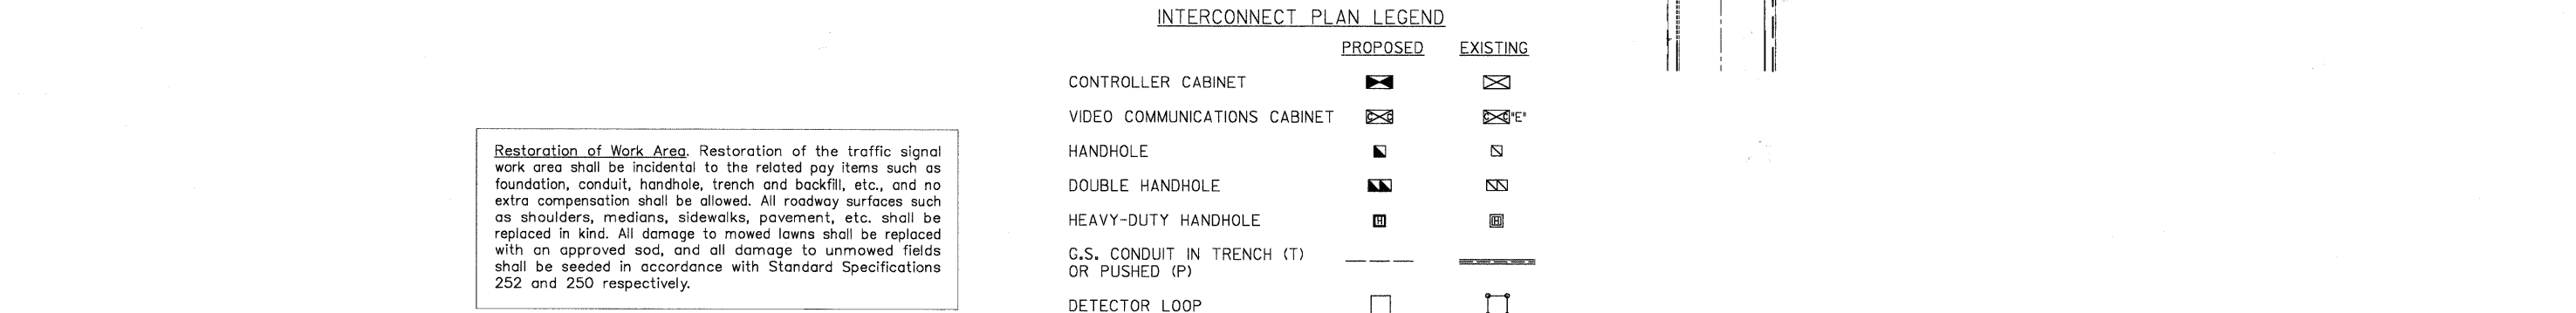 INTERCONNECT PLAN LEGEND
PROPOSED EXISTING
CONTROLLER CABINET
VIDEO COMMUNICATIONS CABINET "E"
HANDHOLE
DOUBLE HANDHOLE
HEAVY-DUTY HANDHOLE H H
G.S. CONDUIT IN TRENCH (T)
OR PUSHED (P)
DETECTOR LOOP
Restoration of Work Area. Restoration of the traffic signal
work area shall be incidental to the related pay items such as
foundation, conduit, handhole, trench and backfill, etc., and no
extra compensation shall be allowed. All roadway surfaces such
as shoulders, medians, sidewalks, pavement, etc. shall be
replaced in kind. All damage to mowed lawns shall be replaced
with an approved sod, and all damage to unmowed fields
shall be seeded in accordance with Standard Specifications
252 and 250 respectively.